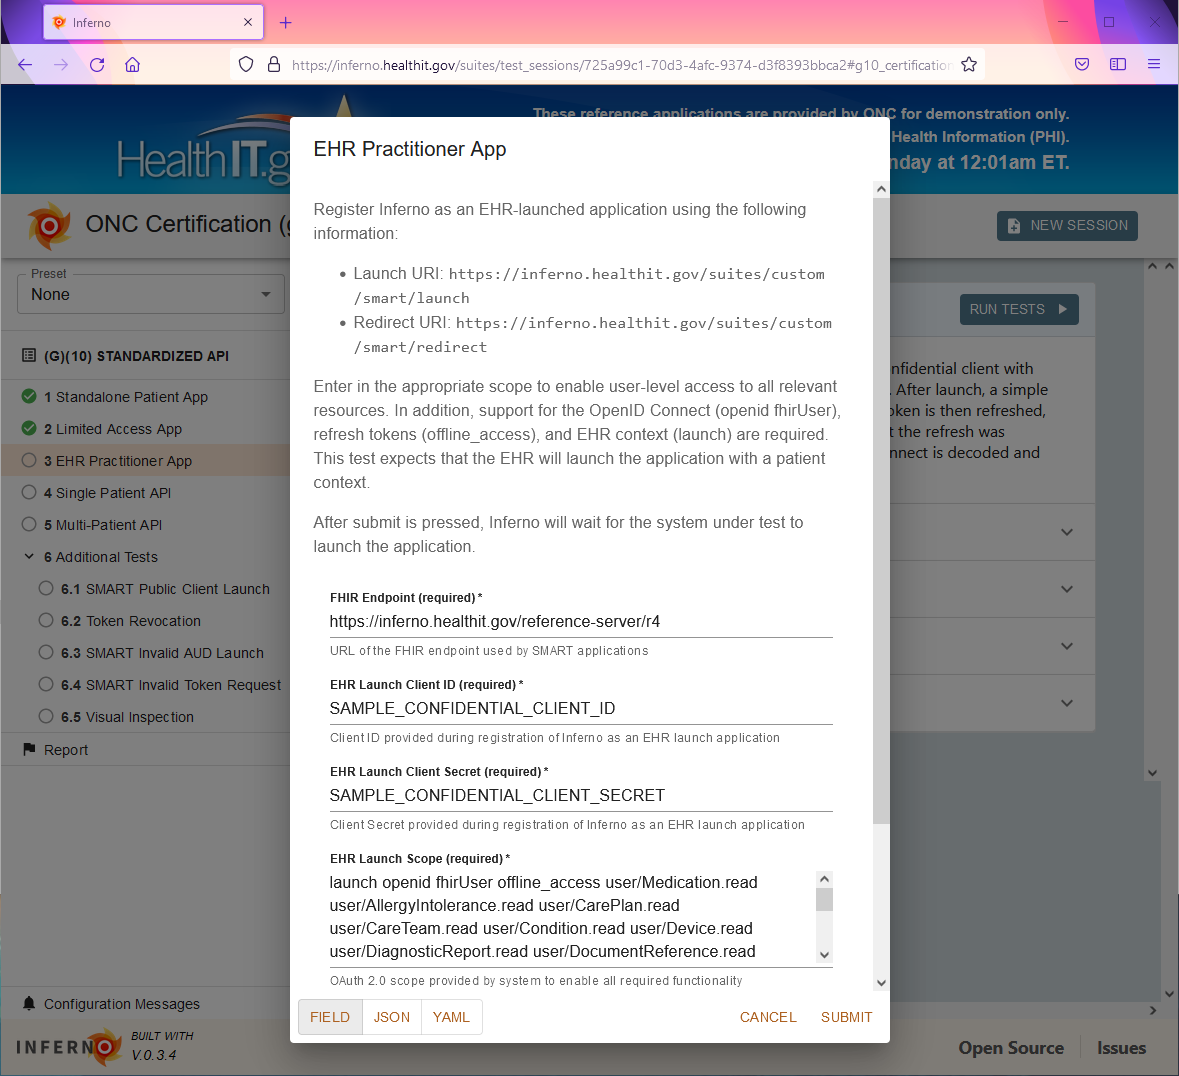 Inferno
https://inferno.healthit.gov/suites/test_sessions/725a99c1-70d3-4afc-9374-d3f8393bbca2#g10_certification
These reference applications are provided by ONC for demonstration only.
Health Information (PHI).
nday at 12:01am ET.
HealthIT.g
ONC Certification (g
NEW SESSION
Preset
None
(G)(10) STANDARDIZED API
1 Standalone Patient App
2 Limited Access App
3 EHR Practitioner App
4 Single Patient API
5 Multi-Patient API
6 Additional Tests
6.1 SMART Public Client Launch
6.2 Token Revocation
6.3 SMART Invalid AUD Launch
6.4 SMART Invalid Token Request
6.5 Visual Inspection
Report
Configuration Messages
INFERNO
BUILT WITH
V.0.3.4
RUN TESTS
nfidential client with
. After launch, a simple
oken is then refreshed,
t the refresh was
nnect is decoded and
Open Source
Issues
EHR Practitioner App
Register Inferno as an EHR-launched application using the following
information:
• Launch URI: https://inferno.healthit.gov/suites/custom
/smart/launch
• Redirect URI: https://inferno.healthit.gov/suites/custom
/smart/redirect
Enter in the appropriate scope to enable user-level access to all relevant
resources. In addition, support for the OpenID Connect (openid fhirUser),
refresh tokens (offline_access), and EHR context (launch) are required.
This test expects that the EHR will launch the application with a patient
context.
After submit is pressed, Inferno will wait for the system under test to
launch the application.
FHIR Endpoint (required) *
https://inferno.healthit.gov/reference-server/r4
URL of the FHIR endpoint used by SMART applications
EHR Launch Client ID (required) *
SAMPLE_CONFIDENTIAL_CLIENT_ID
Client ID provided during registration of Inferno as an EHR launch application
EHR Launch Client Secret (required) *
SAMPLE_CONFIDENTIAL_CLIENT_SECRET
Client Secret provided during registration of Inferno as an EHR launch application
EHR Launch Scope (required) *
launch openid fhirUser offline_access user/Medication.read
user/AllergyIntolerance.read user/CarePlan.read
user/CareTeam.read user/Condition.read user/Device.read
user/DiagnosticReport.read user/DocumentReference.read
OAuth 2.0 scope provided by system to enable all required functionality
FIELD
JSON
YAML
CANCEL
SUBMIT